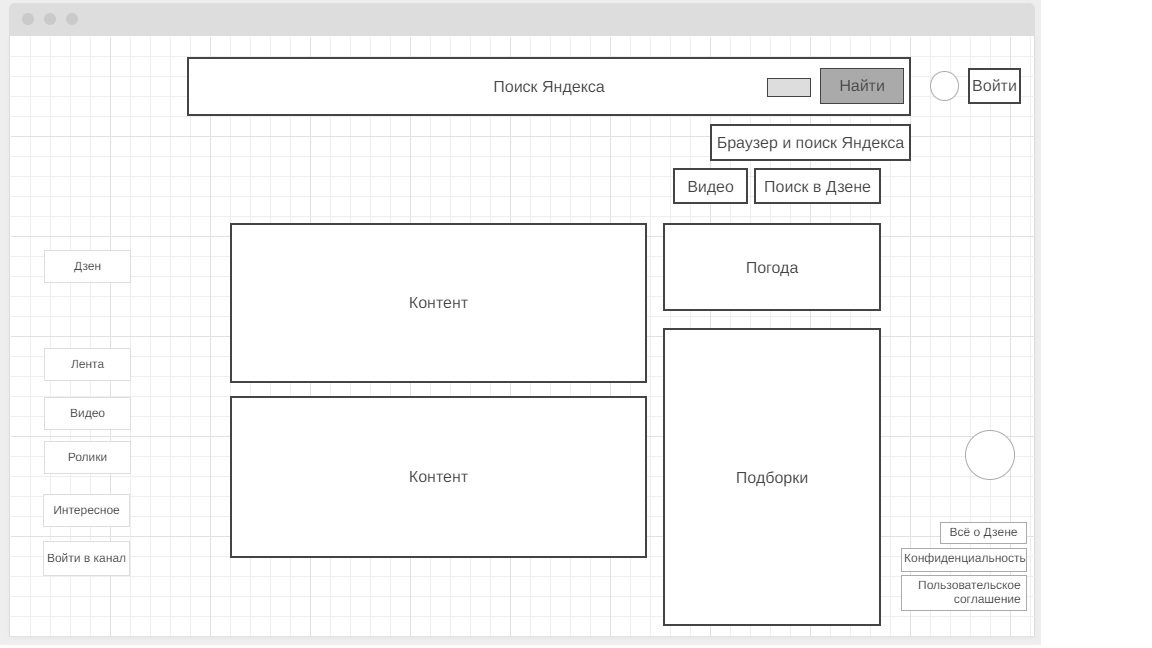 Поиск Яндекса
Найти
Войти
Браузер и поиск Яндекса
Видео
Поиск в Дзене
Дзен
Лента
Видео
Ролики
Интересное
Войти в канал
Контент
Контент
Погода
Подборки
Всё о Дзене
Конфиденциальность
Пользовательское
соглашение